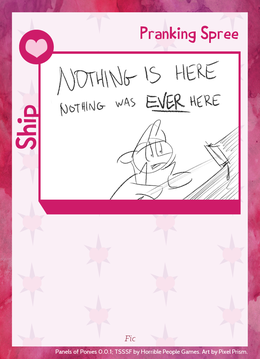 Pranking Spree
NOTHING IS HERE
NOTHING WAS EVER HERE
Ship
Fic
Panels of Ponies 0.0.1; TSSSF by Horrible People Games. Art by Pixel Prism.